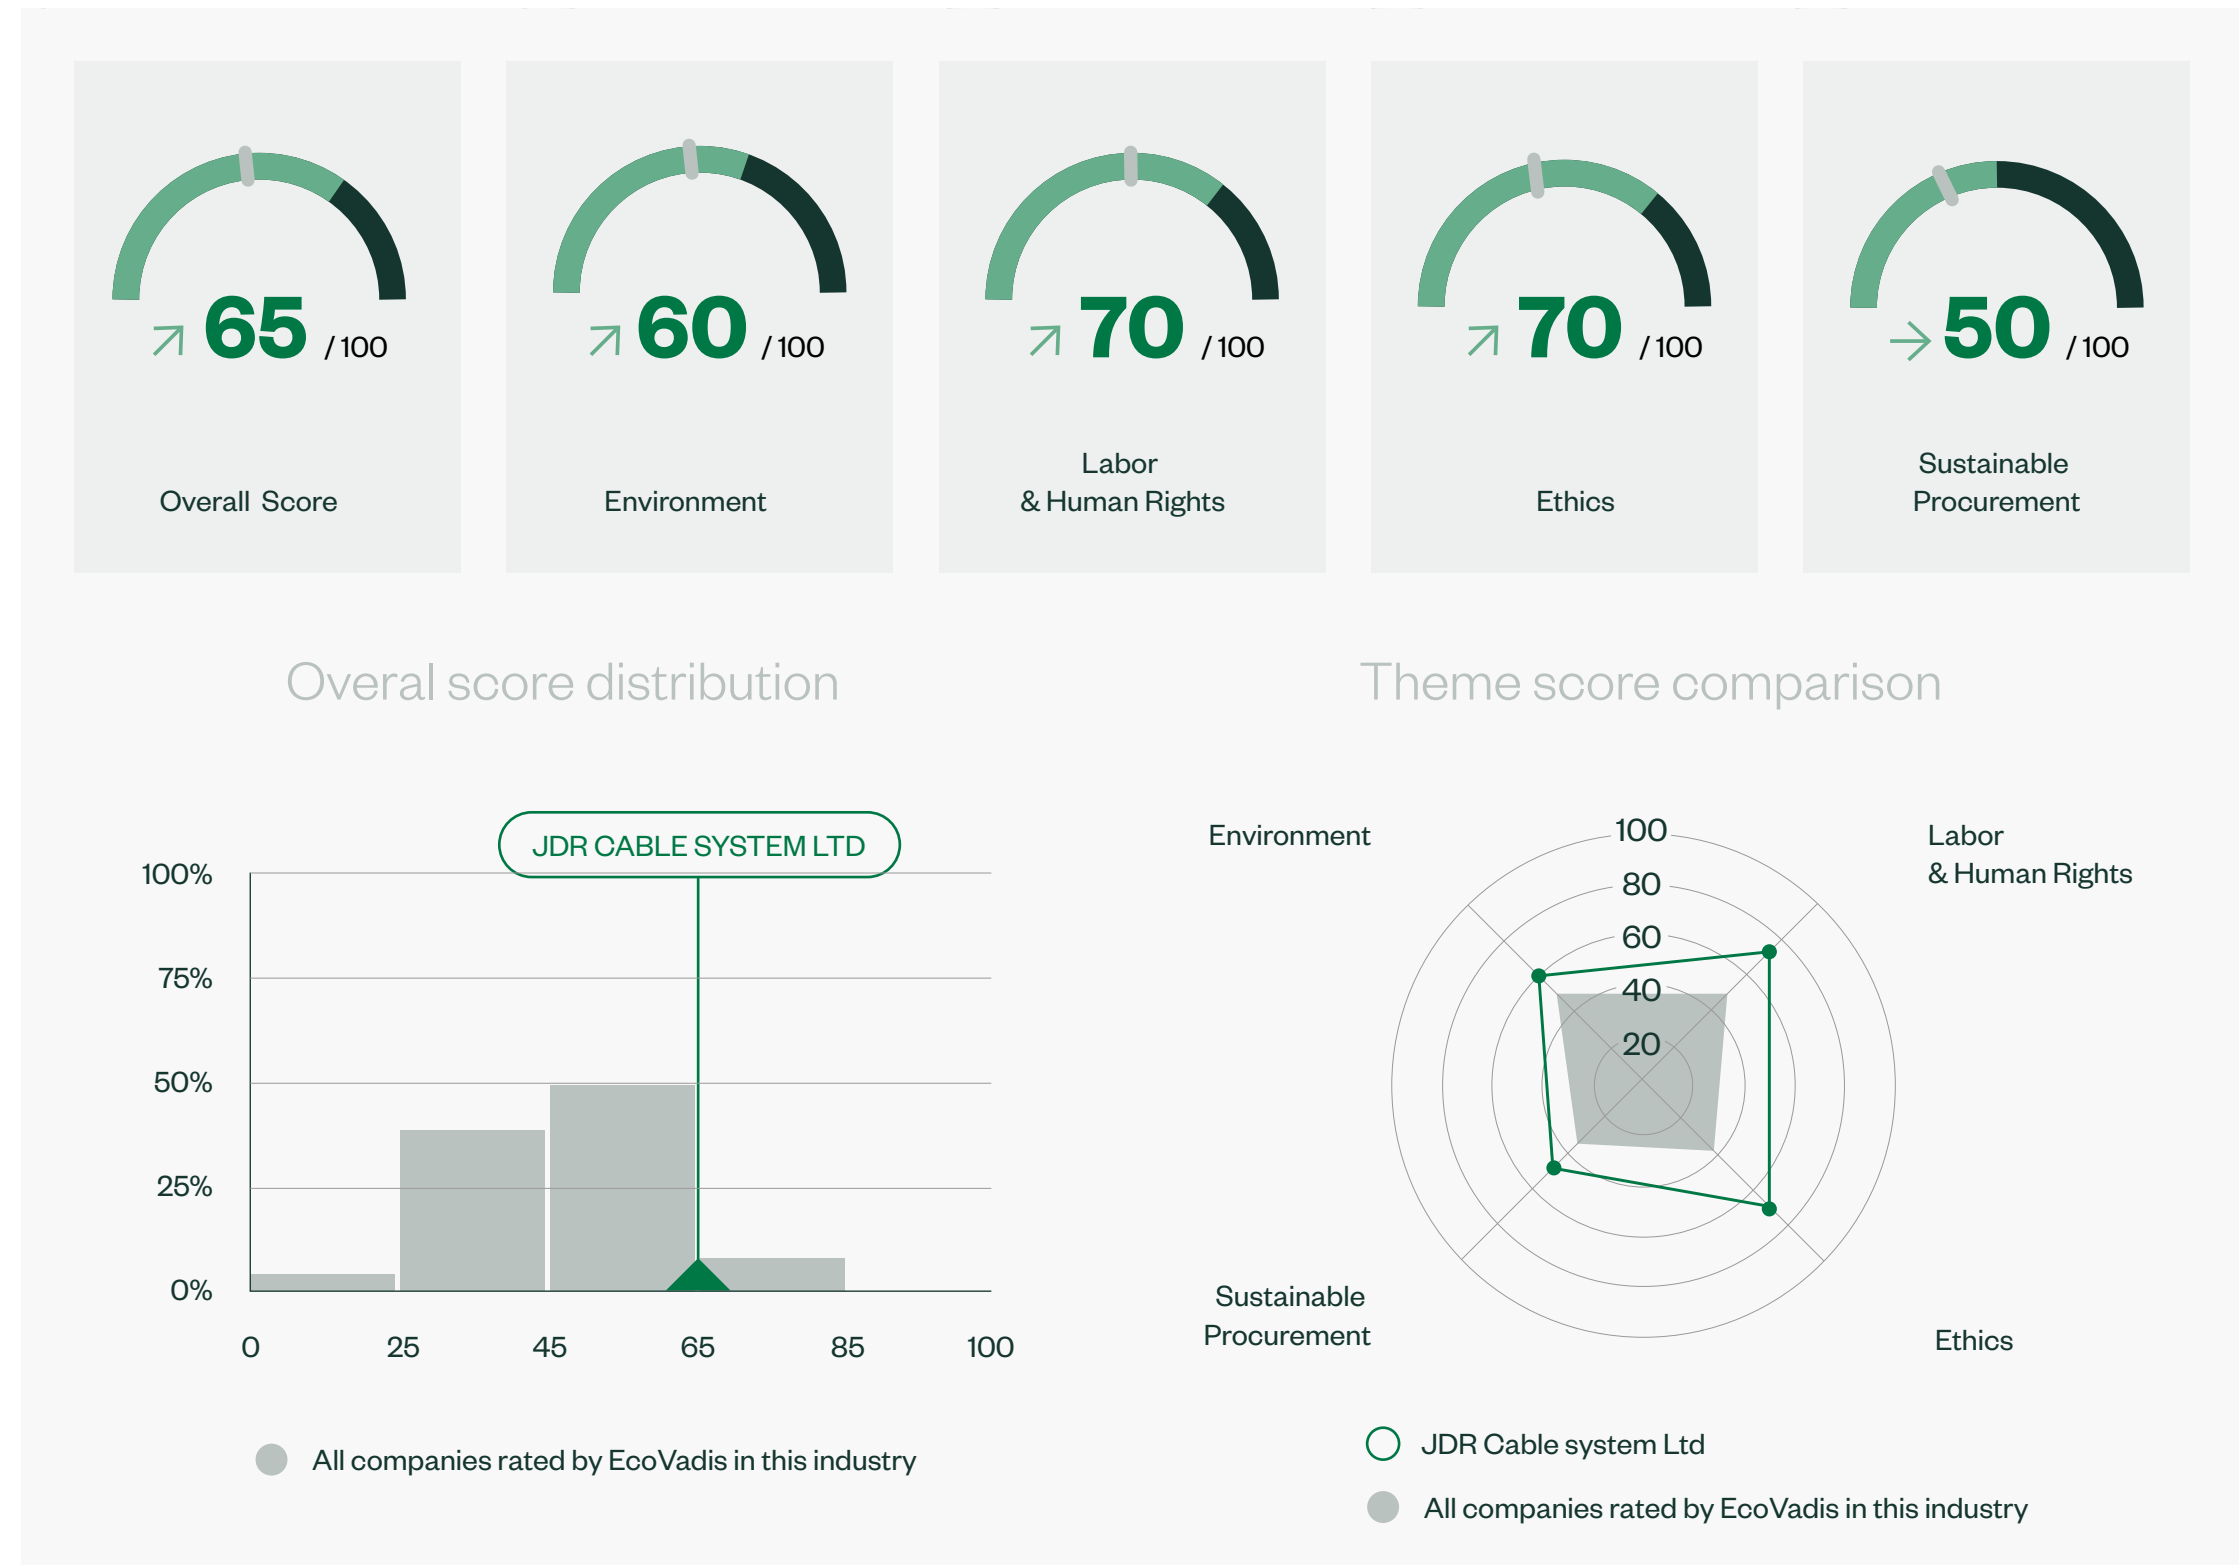 65 /100
Overall Score
60 /100
Environment
70 /100
Labor
& Human Rights
70 /100
Ethics
50 /100
Sustainable
Procurement
Overal score distribution
JDR CABLE SYSTEM LTD
100%
75%
50%
25%
0%
0 25 45 65 85 100
All companies rated by EcoVadis in this industry
Theme score comparison
Environment
Labor
& Human Rights
100
80
60
40
20
Sustainable
Procurement
Ethics
JDR Cable system Ltd
All companies rated by EcoVadis in this industry